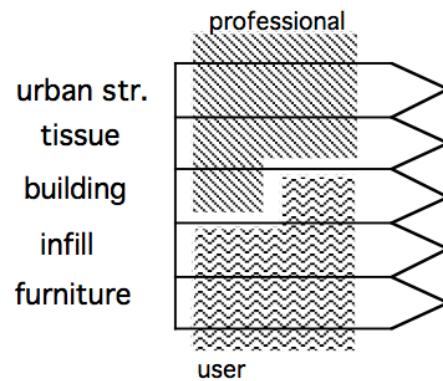 professional
urban str.
tissue
building
infill
furniture
user